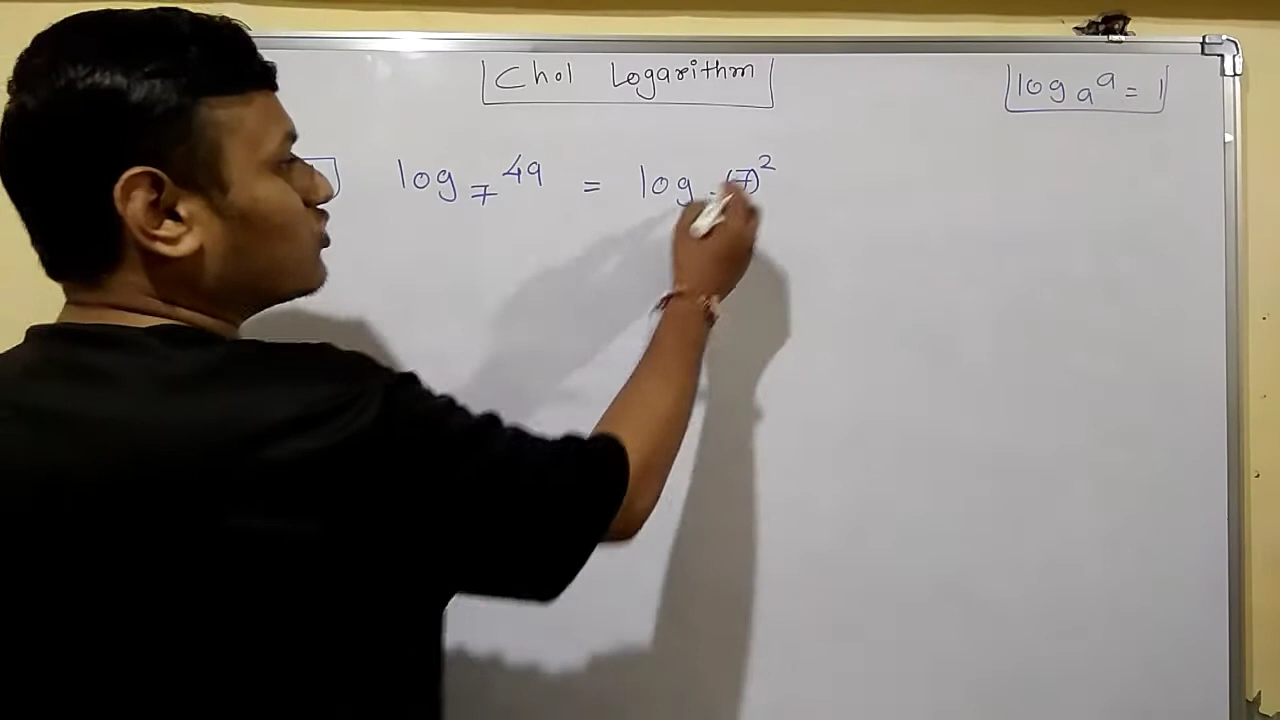 Chol Logarithm
log a a = 1
log 7 49 = log (7)²